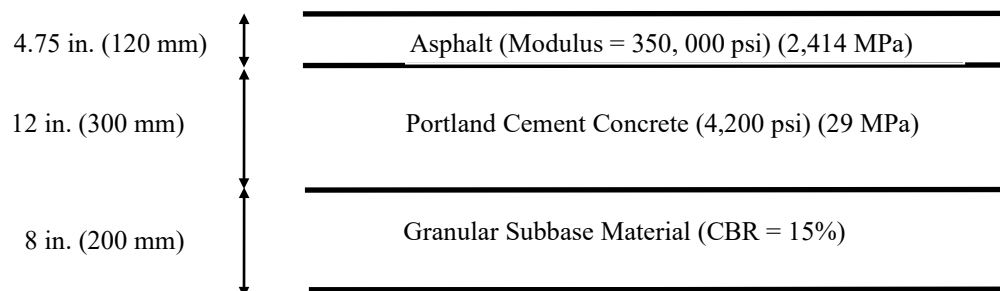 4.75 in. (120 mm) Asphalt (Modulus = 350, 000 psi) (2,414 MPa)
12 in. (300 mm) Portland Cement Concrete (4,200 psi) (29 MPa)
8 in. (200 mm) Granular Subbase Material (CBR = 15%)